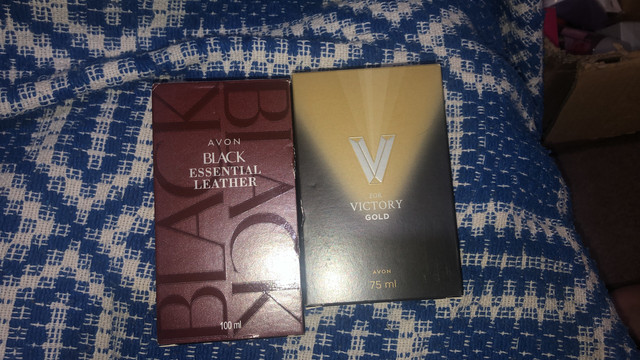 AVON
BLACK
ESSENTIAL
LEATHER
BLACK
BLACK
100 ml
V
FOR
VICTORY
GOLD
AVON
75 ml